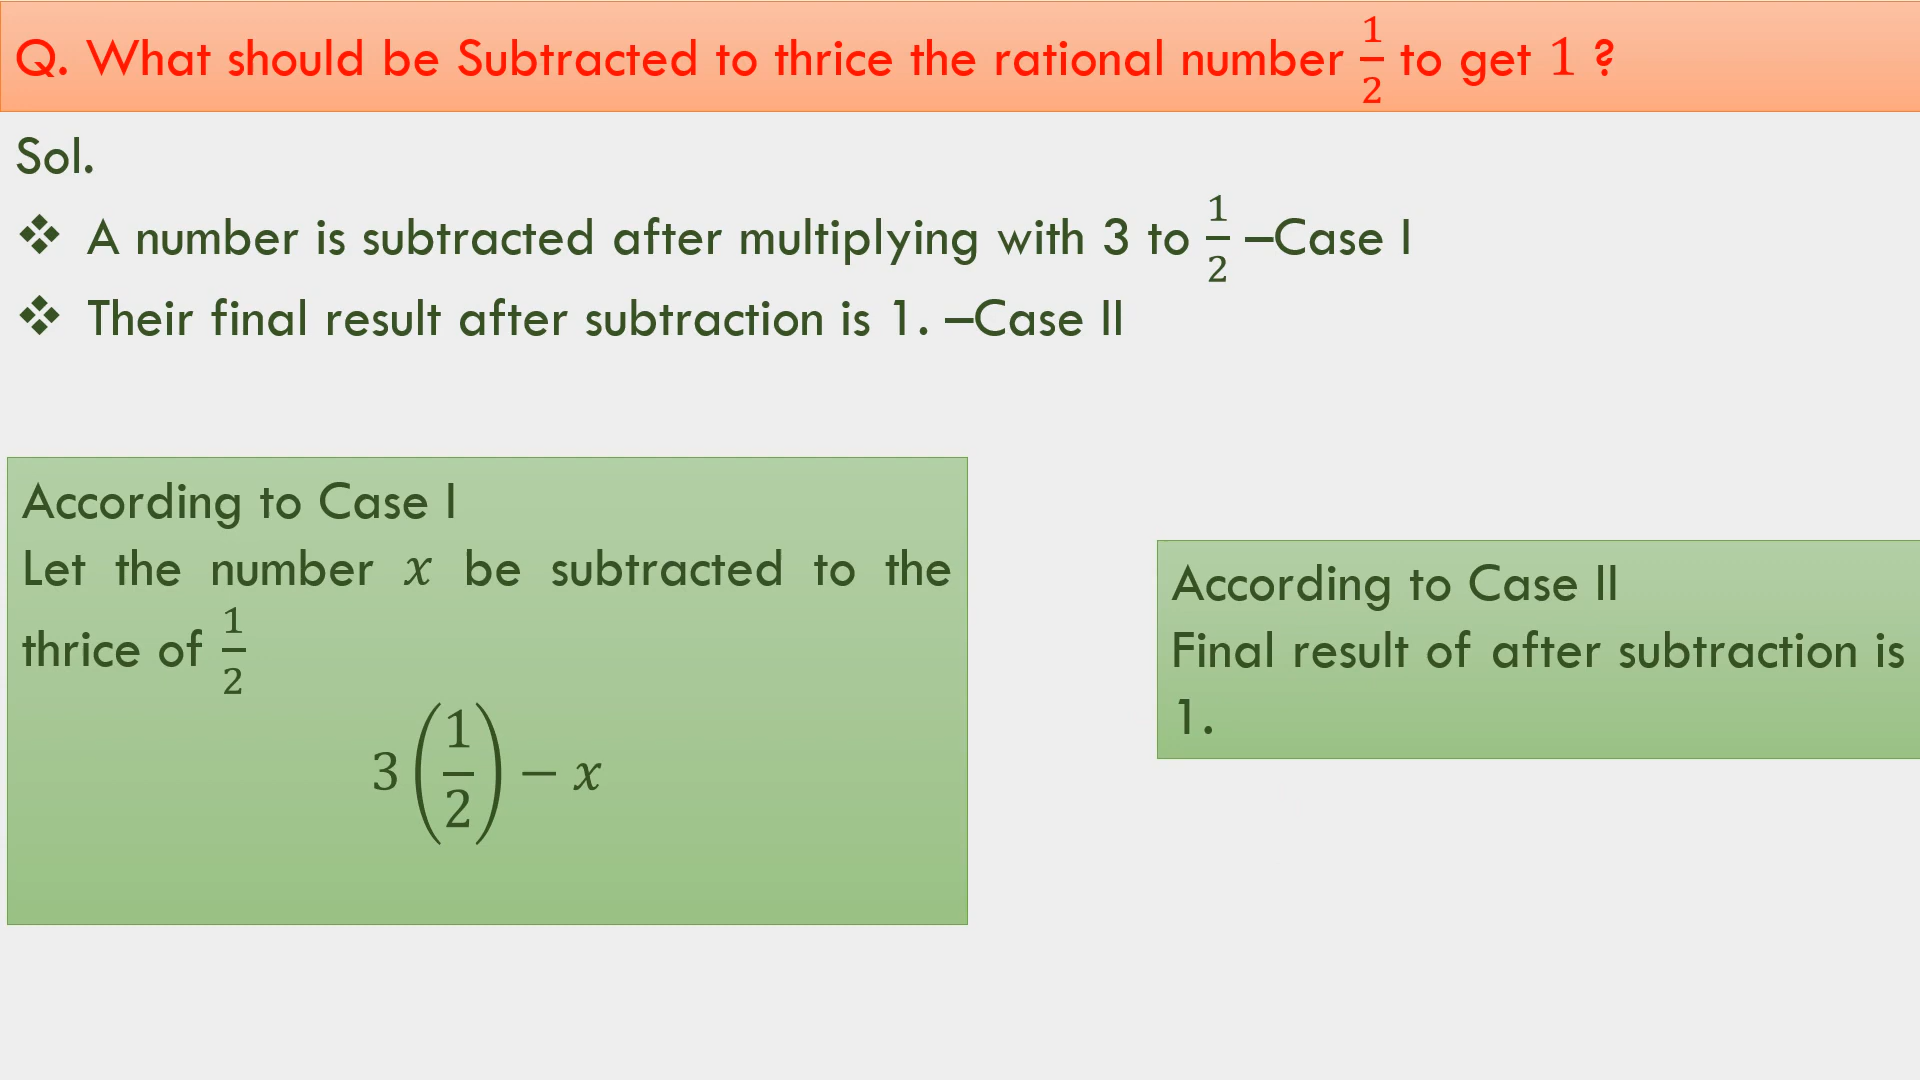 Q. What should be Subtracted to thrice the rational number 1/2 to get 1 ?
Sol.
❖ A number is subtracted after multiplying with 3 to 1/2 –Case I
❖ Their final result after subtraction is 1. –Case II
According to Case I
Let the number x be subtracted to the
thrice of 1/2
3(1/2) − x
According to Case II
Final result of after subtraction is
1.